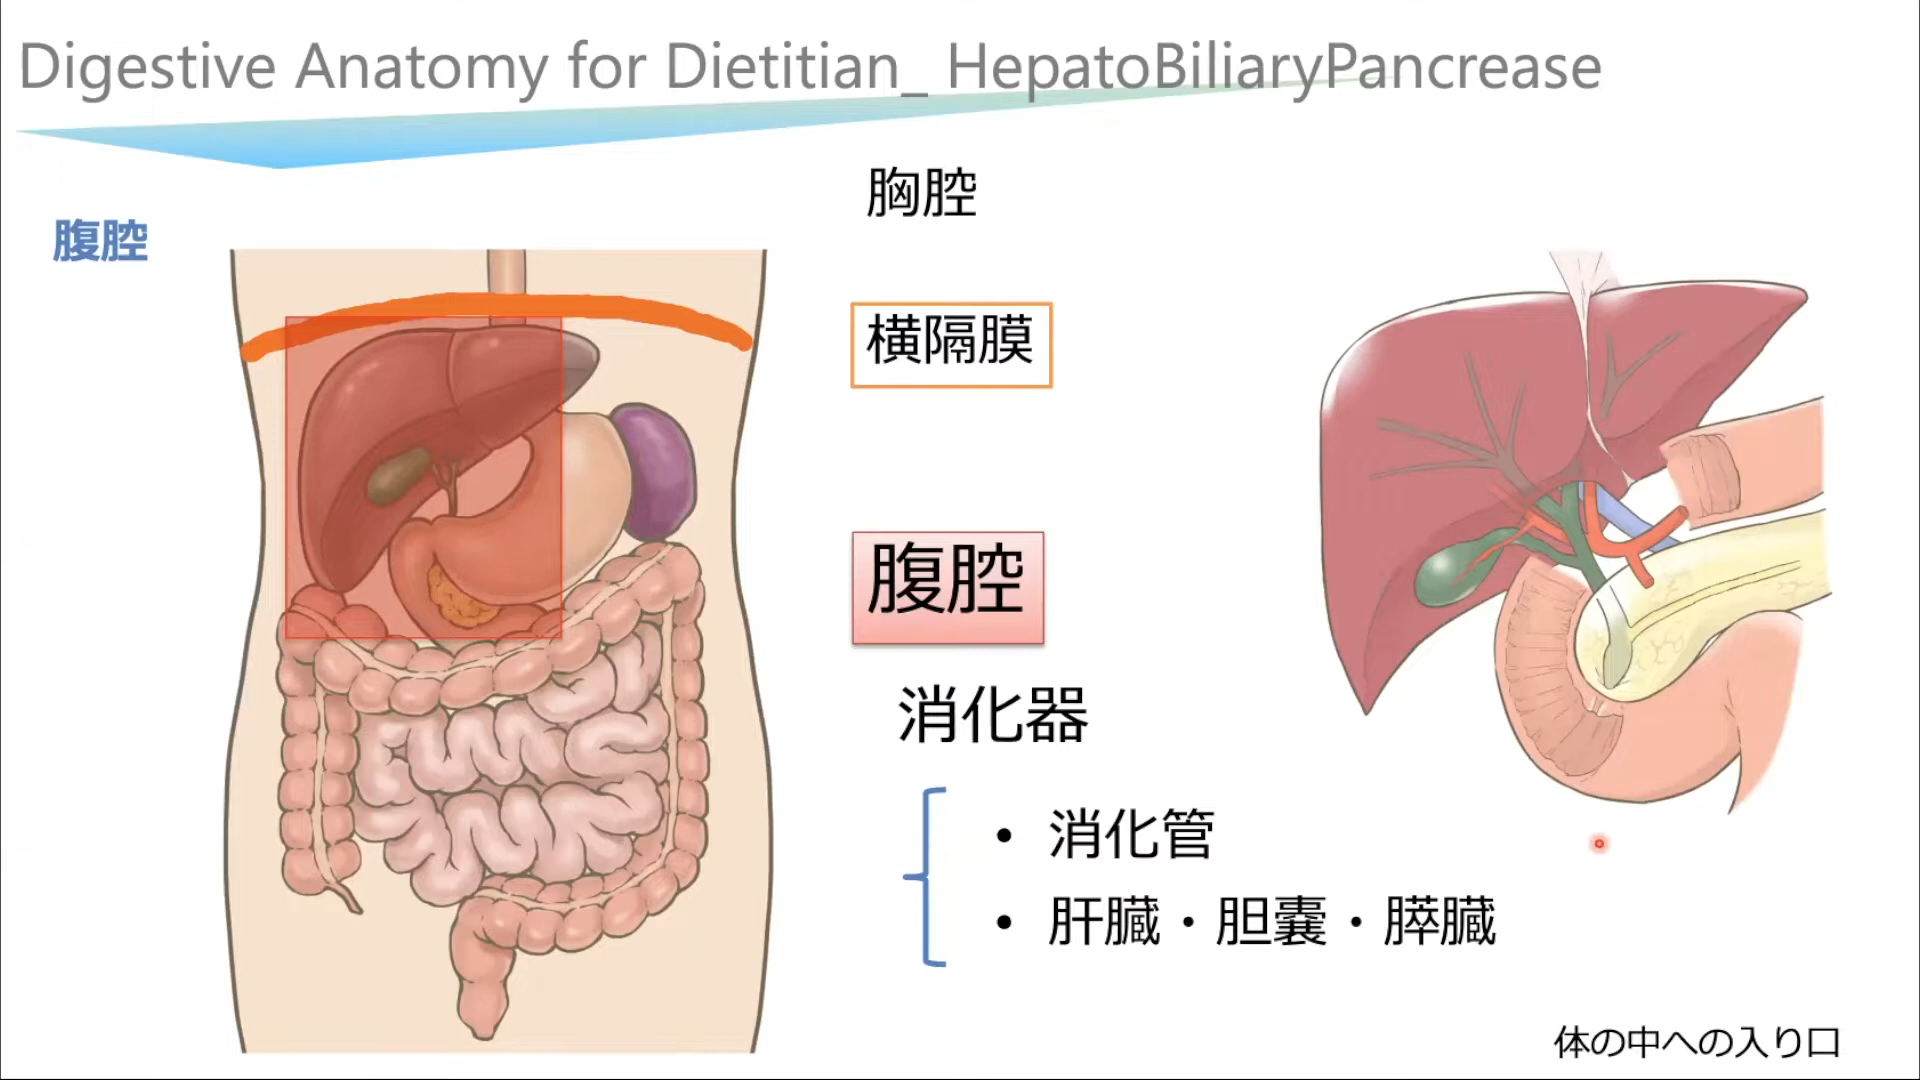 Digestive Anatomy for Dietitian_ HepatoBiliaryPancrease
腹腔
胸腔
横隔膜
腹腔
消化器
• 消化管
• 肝臓・胆嚢・膵臓
体の中への入り口